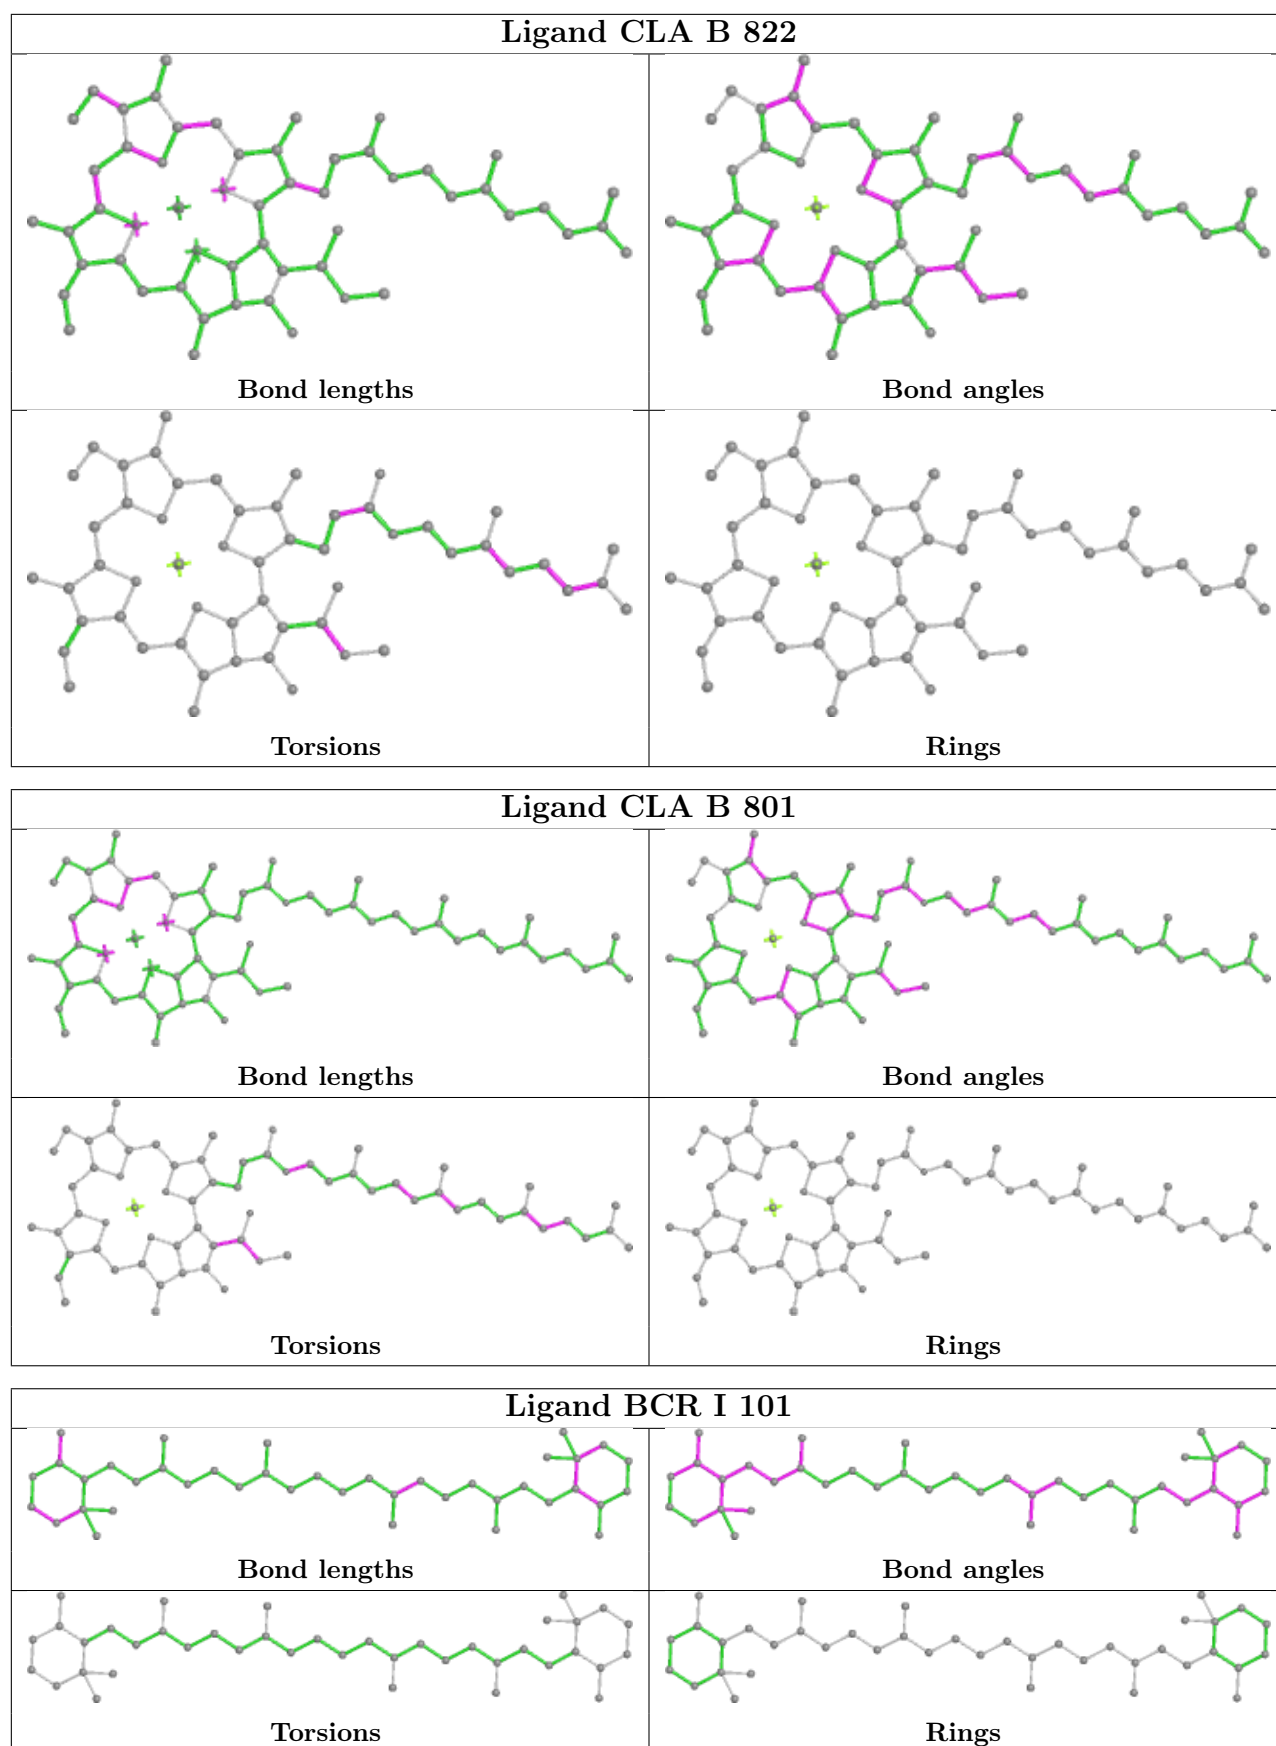 Ligand CLA B 822
Bond lengths
Bond angles
Torsions
Rings
Ligand CLA B 801
Bond lengths
Bond angles
Torsions
Rings
Ligand BCR I 101
Bond lengths
Bond angles
Torsions
Rings